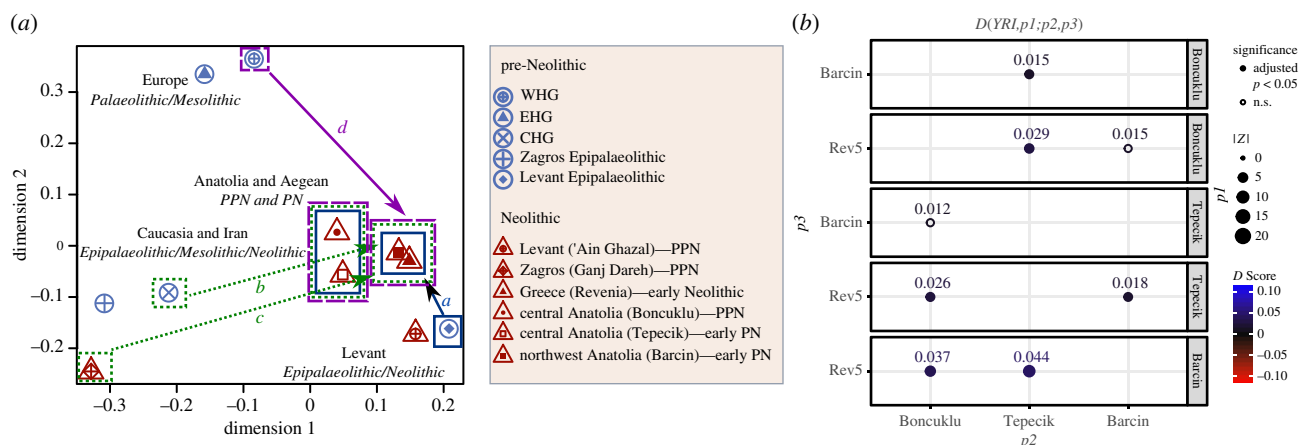 (a)
0.3
0.2
0.1
0
–0.1
–0.2
dimension 2
–0.3
–0.2
–0.1
0
0.1
0.2
dimension 1
Europe
Palaeolithic/Mesolithic
d
Anatolia and Aegean
PPN and PN
Caucasia and Iran
Epipalaeolithic/Mesolithic/Neolithic
b
c
a
Levant
Epipalaeolithic/Neolithic
pre-Neolithic
WHG
EHG
CHG
Zagros Epipalaeolithic
Levant Epipalaeolithic
Neolithic
Levant ('Ain Ghazal)—PPN
Zagros (Ganj Dareh)—PPN
Greece (Revenia)—early Neolithic
central Anatolia (Boncuklu)—PPN
central Anatolia (Tepecik)—early PN
northwest Anatolia (Barcin)—early PN
(b)
D(YRI,p1;p2,p3)
Barcin
0.015
Boncuklu
Rev5
0.029
0.015
Boncuklu
Barcin
0.012
Tepecik
Rev5
0.026
0.018
Tepecik
Rev5
0.037
0.044
Barcin
p3
p1
Boncuklu
Tepecik
Barcin
p2
significance
adjusted
p < 0.05
n.s.
|Z|
0
5
10
15
20
D Score
0.10
0.05
0
–0.05
–0.10